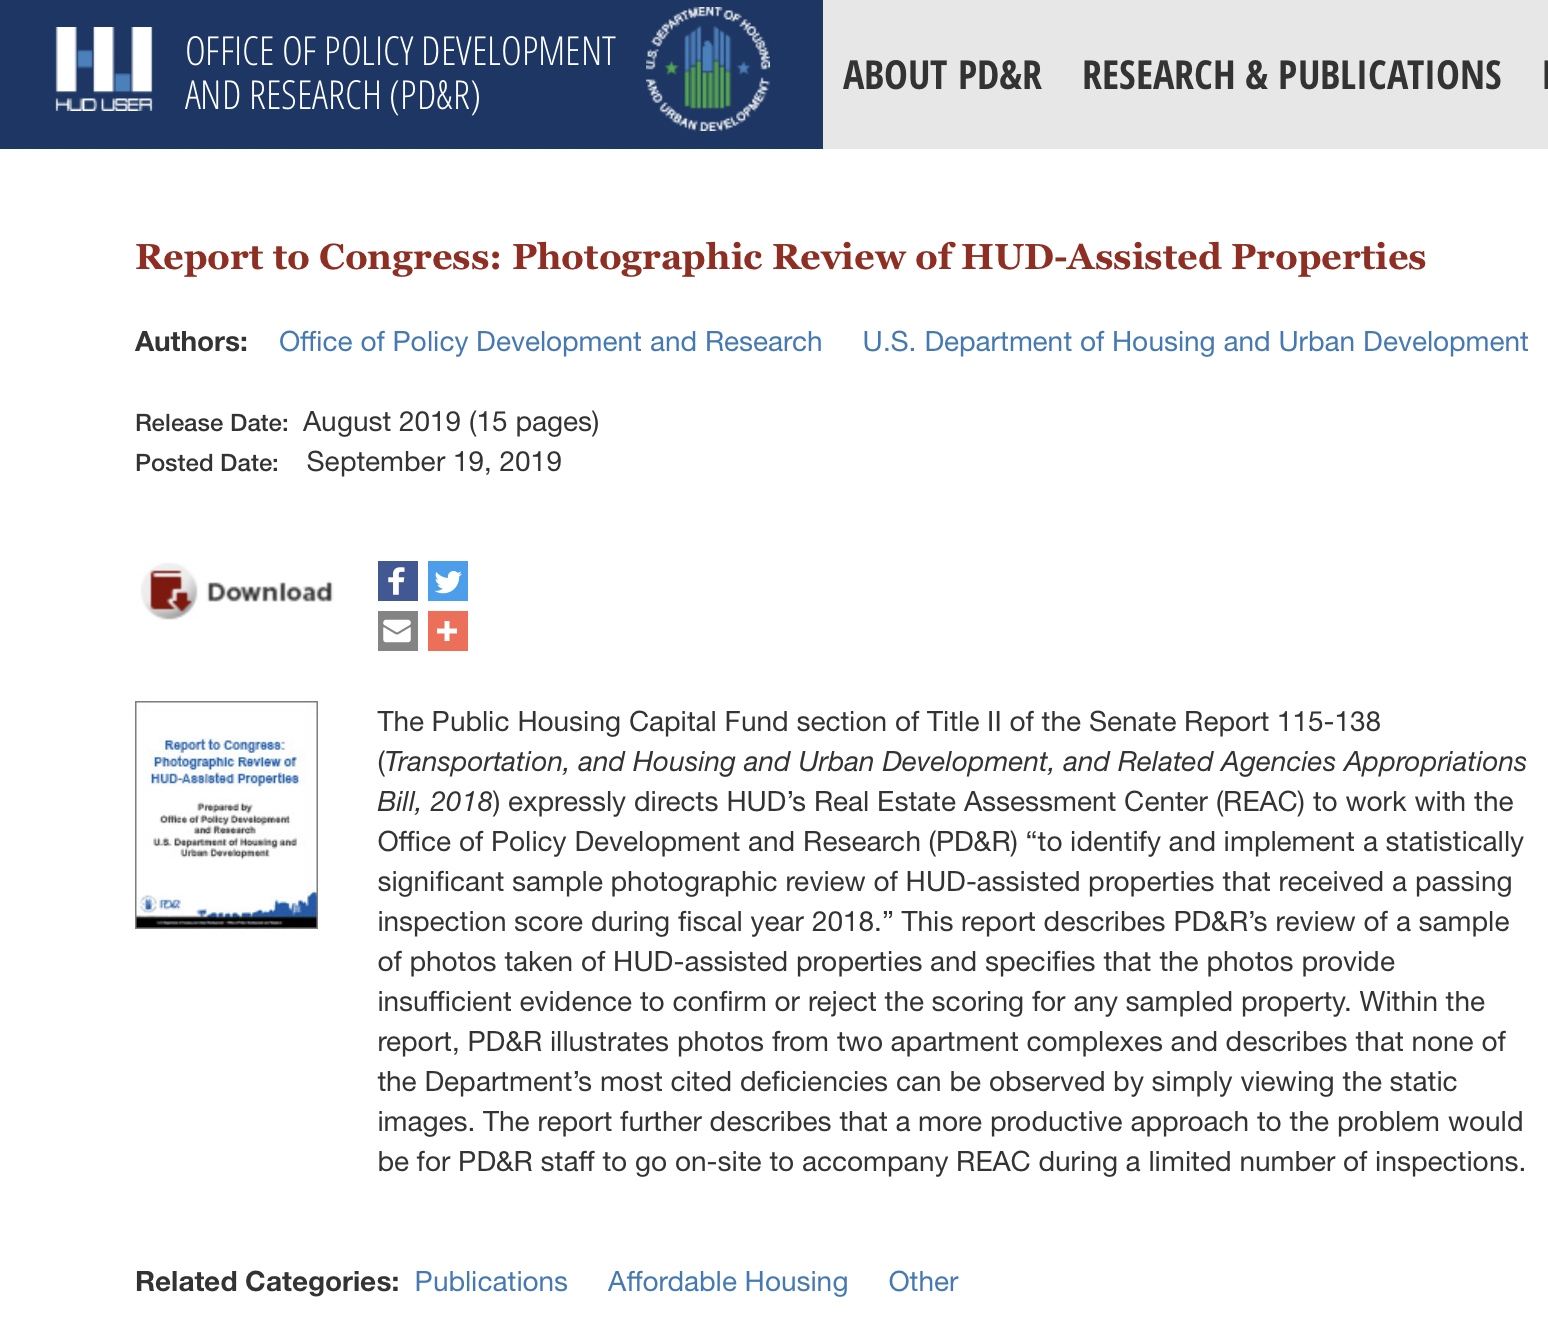 HUD USER
OFFICE OF POLICY DEVELOPMENT
AND RESEARCH (PD&R)
U.S. DEPARTMENT OF HOUSING
AND URBAN DEVELOPMENT
ABOUT PD&R RESEARCH & PUBLICATIONS
Report to Congress: Photographic Review of HUD-Assisted Properties
Authors: Office of Policy Development and Research U.S. Department of Housing and Urban Development
Release Date: August 2019 (15 pages)
Posted Date: September 19, 2019
Download
Report to Congress:
Photographic Review of
HUD-Assisted Properties
Prepared by
Office of Policy Development
and Research
U.S. Department of Housing and
Urban Development
PD&R
The Public Housing Capital Fund section of Title II of the Senate Report 115-138
(Transportation, and Housing and Urban Development, and Related Agencies Appropriations
Bill, 2018) expressly directs HUD’s Real Estate Assessment Center (REAC) to work with the
Office of Policy Development and Research (PD&R) “to identify and implement a statistically
significant sample photographic review of HUD-assisted properties that received a passing
inspection score during fiscal year 2018.” This report describes PD&R’s review of a sample
of photos taken of HUD-assisted properties and specifies that the photos provide
insufficient evidence to confirm or reject the scoring for any sampled property. Within the
report, PD&R illustrates photos from two apartment complexes and describes that none of
the Department’s most cited deficiencies can be observed by simply viewing the static
images. The report further describes that a more productive approach to the problem would
be for PD&R staff to go on-site to accompany REAC during a limited number of inspections.
Related Categories: Publications Affordable Housing Other